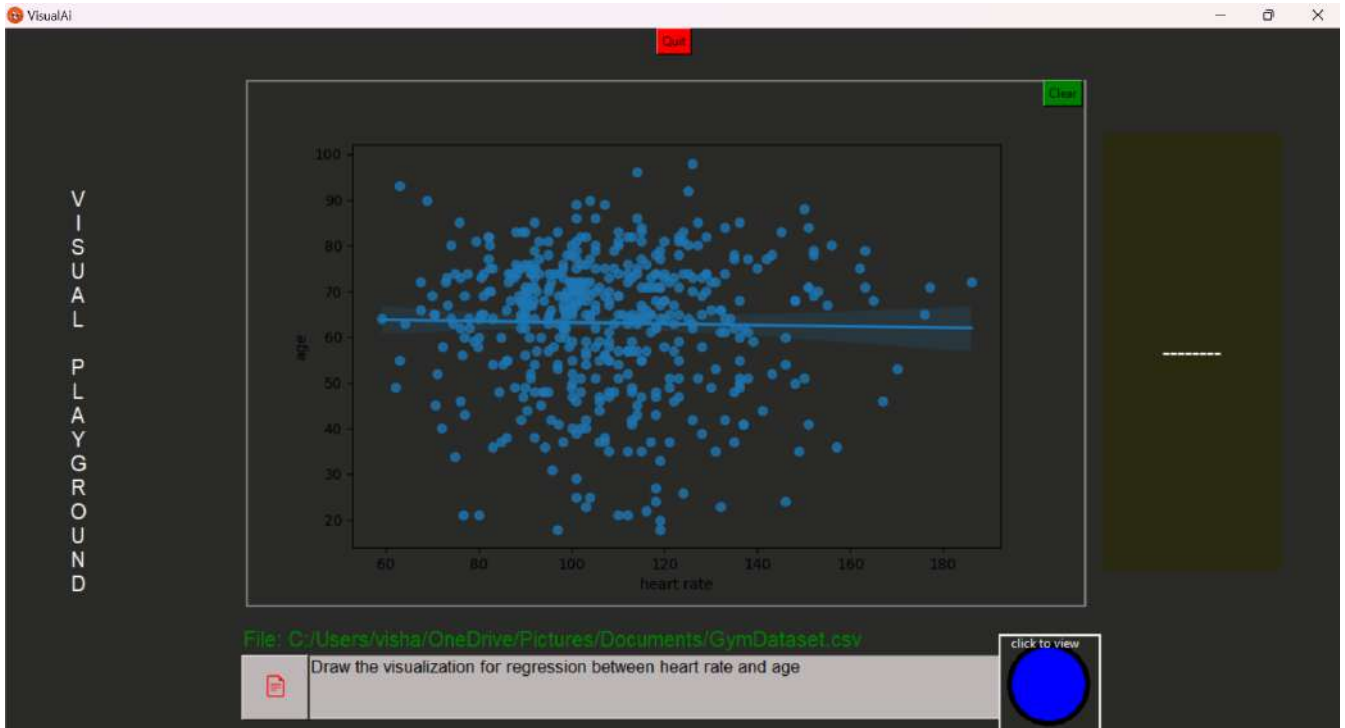 VisualAi
Quit
Clear
VISUAL PLAYGROUND
100
90
80
70
60
50
40
30
20
age
60 80 100 120 140 160 180
heart rate
--------
File: C:/Users/visha/OneDrive/Pictures/Documents/GymDataset.csv
click to view
Draw the visualization for regression between heart rate and age